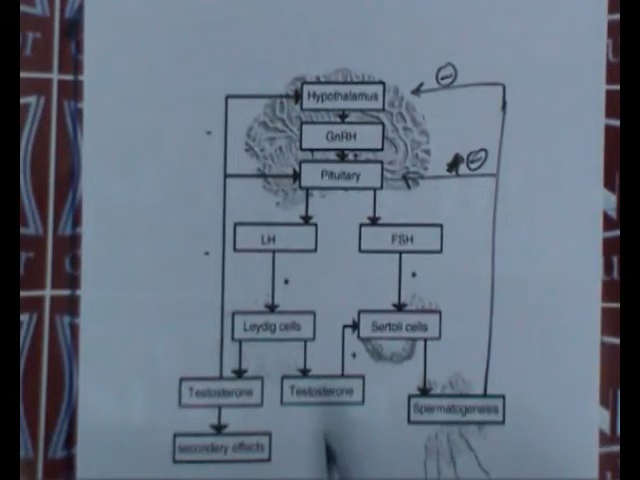 Hypothalamus
GnRH
Pituitary
LH
FSH
Leydig cells
Sertoli cells
Testosterone
Testosterone
Spermatogenesis
secondary effects